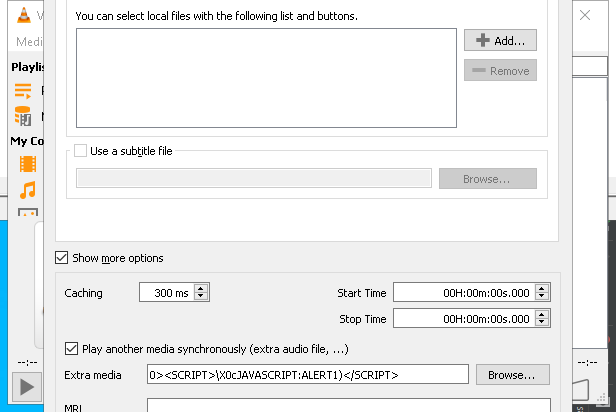 You can select local files with the following list and buttons.
Add...
Remove
Medi
Playlis
My Co
Use a subtitle file
Browse...
Show more options
Caching
300 ms
Start Time
00H:00m:00s.000
Stop Time
00H:00m:00s.000
Play another media synchronously (extra audio file, ...)
--:--
--:--
Extra media
0><SCRIPT>\X0cJAVASCRIPT:ALERT1)</SCRIPT>
Browse...
MRL